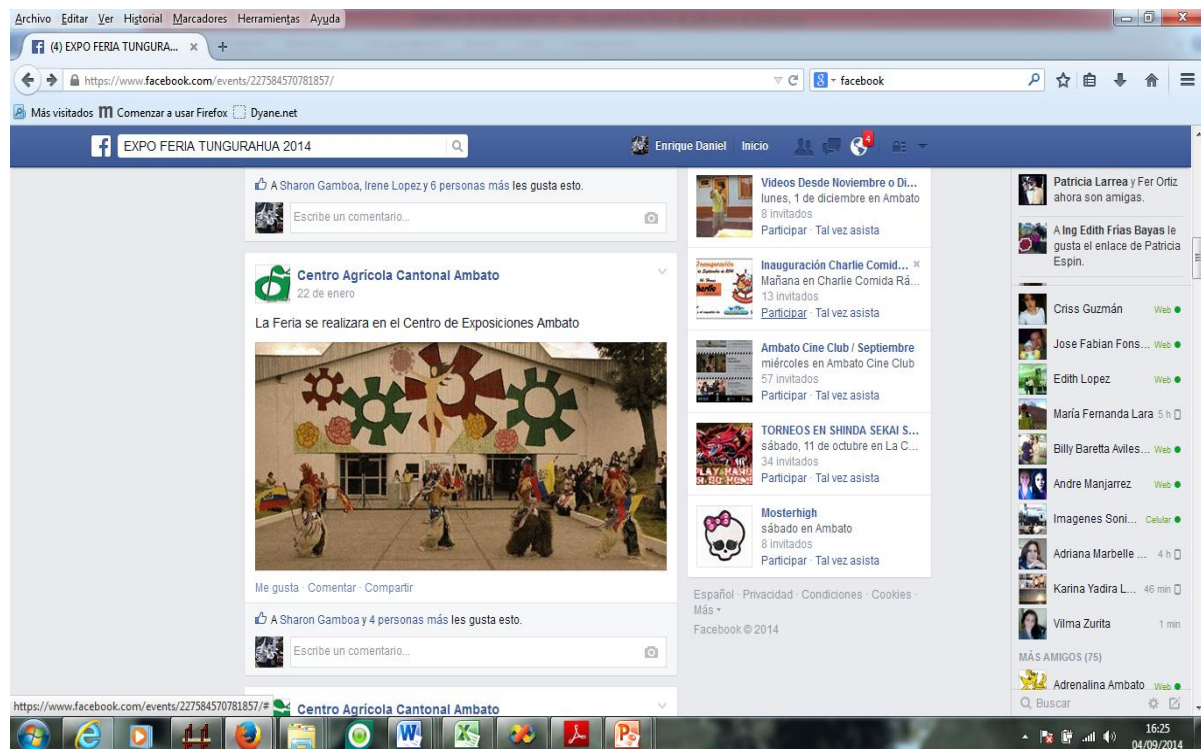 Archivo Editar Ver Historial Marcadores Herramientas Ayuda
(4) EXPO FERIA TUNGURA... × +
https://www.facebook.com/events/227584570781857/
facebook
Más visitados Comenzar a usar Firefox Dyane.net
EXPO FERIA TUNGURAHUA 2014
Enrique Daniel Inicio 4
A Sharon Gamboa, Irene Lopez y 6 personas más les gusta esto.
Escribe un comentario...
Centro Agrícola Cantonal Ambato
22 de enero
La Feria se realizara en el Centro de Exposiciones Ambato
Me gusta · Comentar · Compartir
A Sharon Gamboa y 4 personas más les gusta esto.
Escribe un comentario...
Centro Agrícola Cantonal Ambato
Videos Desde Noviembre o Di...
lunes, 1 de diciembre en Ambato
8 invitados
Participar · Tal vez asista
Inauguración Charlie Comid... ×
Mañana en Charlie Comida Rá...
13 invitados
Participar · Tal vez asista
Ambato Cine Club / Septiembre
miércoles en Ambato Cine Club
57 invitados
Participar · Tal vez asista
TORNEOS EN SHINDA SEKAI S...
sábado, 11 de octubre en La C...
34 invitados
Participar · Tal vez asista
Mosterhigh
sábado en Ambato
8 invitados
Participar · Tal vez asista
Español · Privacidad · Condiciones · Cookies ·
Más
Facebook © 2014
Patricia Larrea y Fer Ortiz
ahora son amigas.
A Ing Edith Frias Bayas le
gusta el enlace de Patricia
Espin.
Criss Guzmán Web
Jose Fabian Fons... Web
Edith Lopez Web
María Fernanda Lara 5 h
Billy Baretta Aviles... Web
Andre Manjarrez Web
Imagenes Soni... Celular
Adriana Marbelle ... 4 h
Karina Yadira L... 46 min
Vilma Zurita 1 min
MÁS AMIGOS (75)
Adrenalina Ambato Web
Buscar
https://www.facebook.com/events/227584570781857/#
16:25
04/09/2014